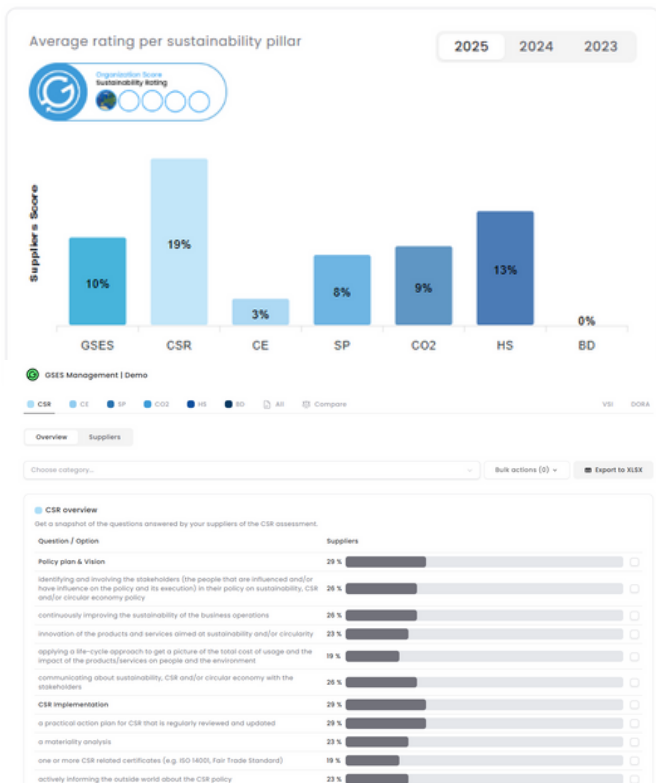 Average rating per sustainability pillar
2025 2024 2023
Organization Score
Sustainability Rating
Suppliers Score
10%
19%
3%
8%
9%
13%
0%
GSES CSR CE SP CO2 HS BD
GSES Management | Demo
CSR CE SP CO2 HS BD All Compare VSI DORA
Overview Suppliers
Choose category... Bulk actions (0) Export to XLSX
CSR overview
Get a snapshot of the questions answered by your suppliers of the CSR assessment.
Question / Option Suppliers
Policy plan & Vision 29 %
identifying and involving the stakeholders (the people that are influenced and/or
have influence on the policy and its execution) in their policy on sustainability, CSR 26 %
and/or circular economy policy
continuously improving the sustainability of the business operations 26 %
innovation of the products and services aimed at sustainability and/or circularity 23 %
applying a life-cycle approach to get a picture of the total cost of usage and the
impact of the products/services on people and the environment 19 %
communicating about sustainability, CSR and/or circular economy with the
stakeholders 26 %
CSR Implementation 29 %
a practical action plan for CSR that is regularly reviewed and updated 29 %
a materiality analysis 23 %
one or more CSR related certificates (e.g. ISO 14001, Fair Trade Standard) 19 %
actively informing the outside world about the CSR policy 23 %